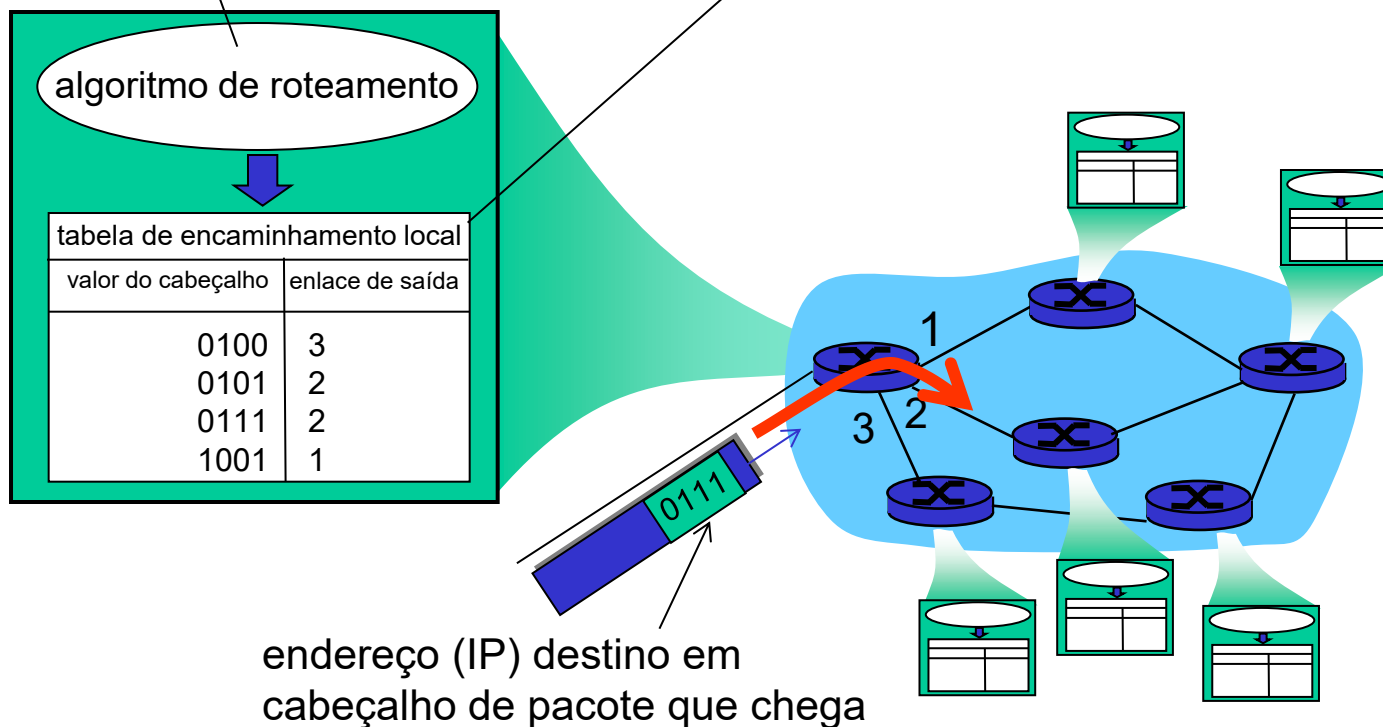 algoritmo de roteamento
tabela de encaminhamento local
valor do cabeçalho enlace de saída
0100 3
0101 2
0111 2
1001 1
1
2
3
0111
endereço (IP) destino em
cabeçalho de pacote que chega